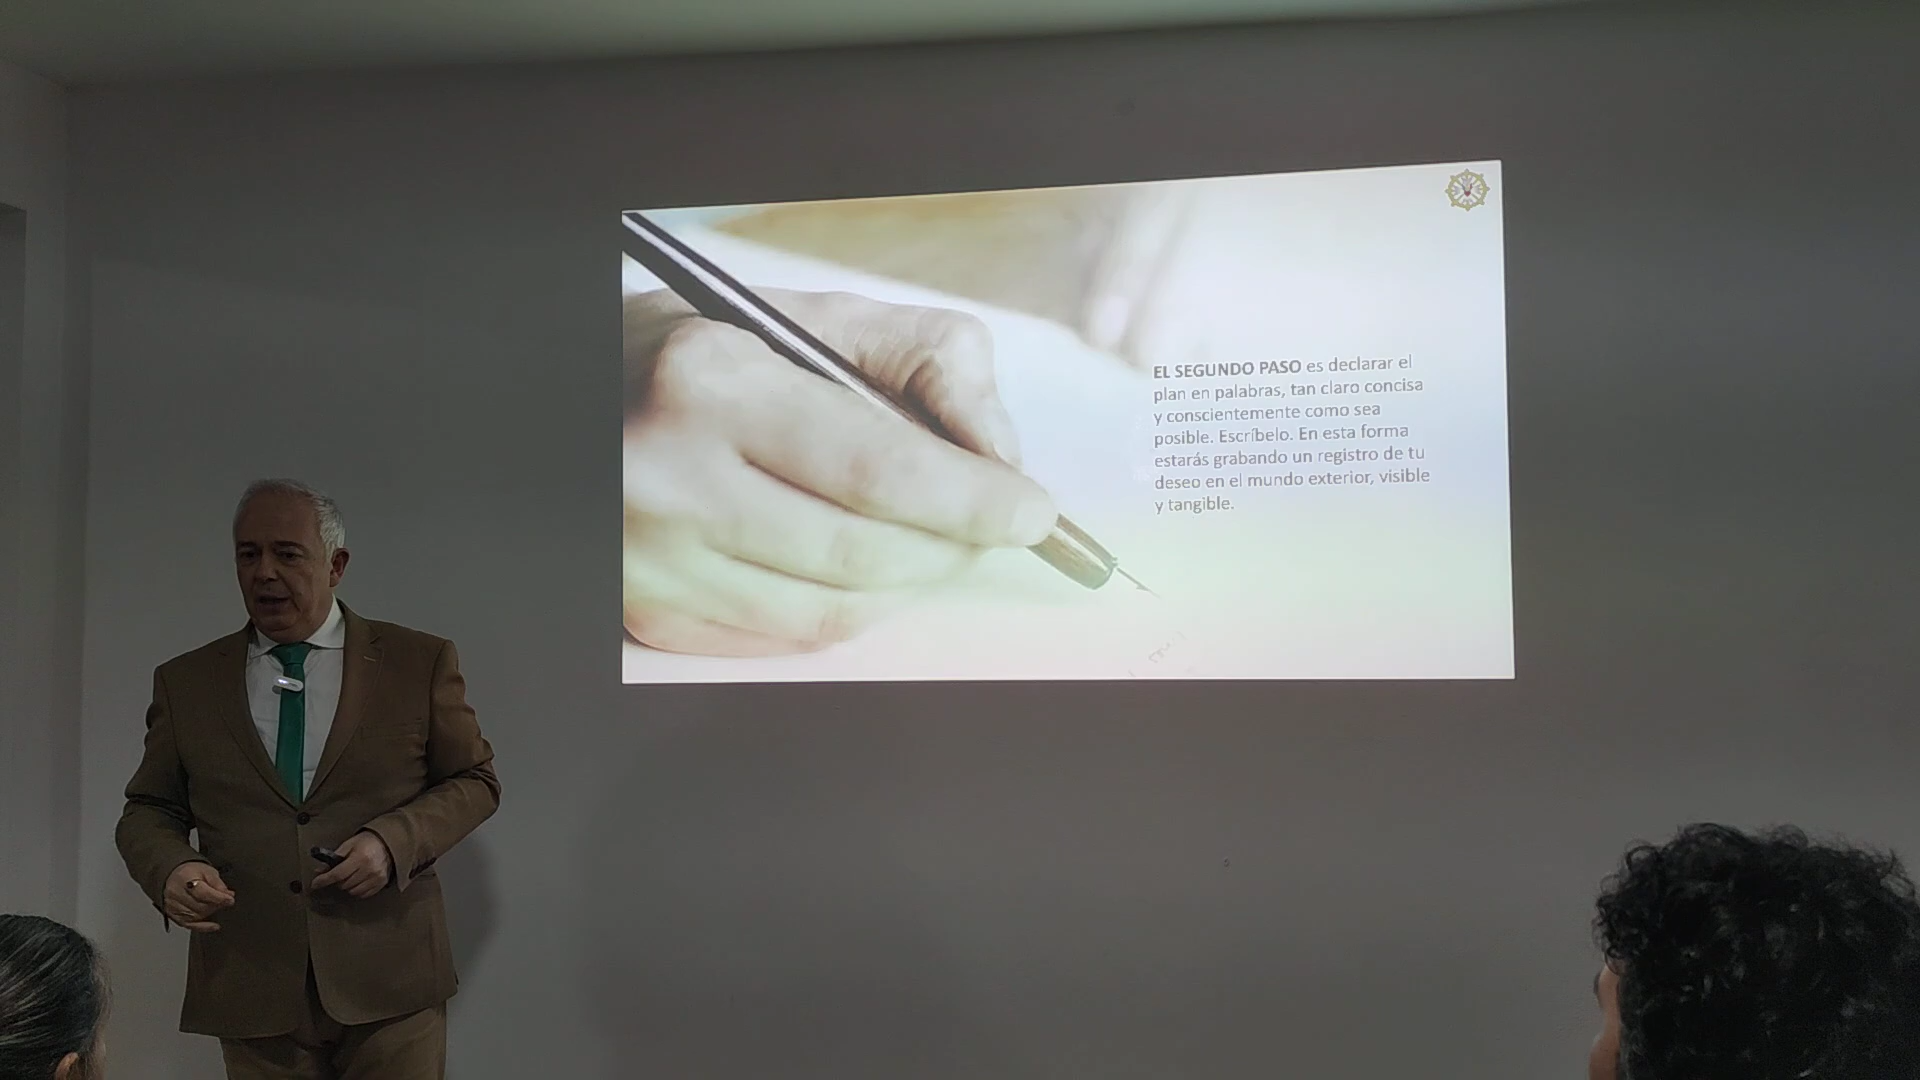 EL SEGUNDO PASO es declarar el
plan en palabras, tan claro concisa
y conscientemente como sea
posible. Escríbelo. En esta forma
estarás grabando un registro de tu
deseo en el mundo exterior, visible
y tangible.